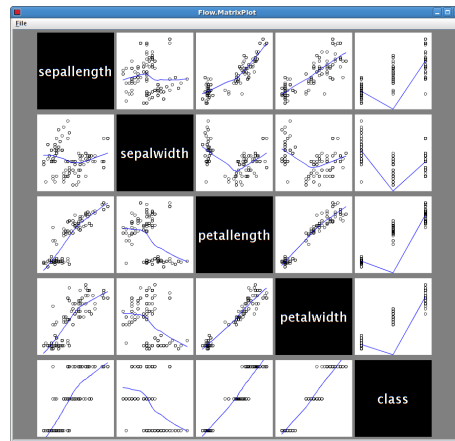 Flow.MatrixPlot
File
sepallength
sepalwidth
petallength
petalwidth
class